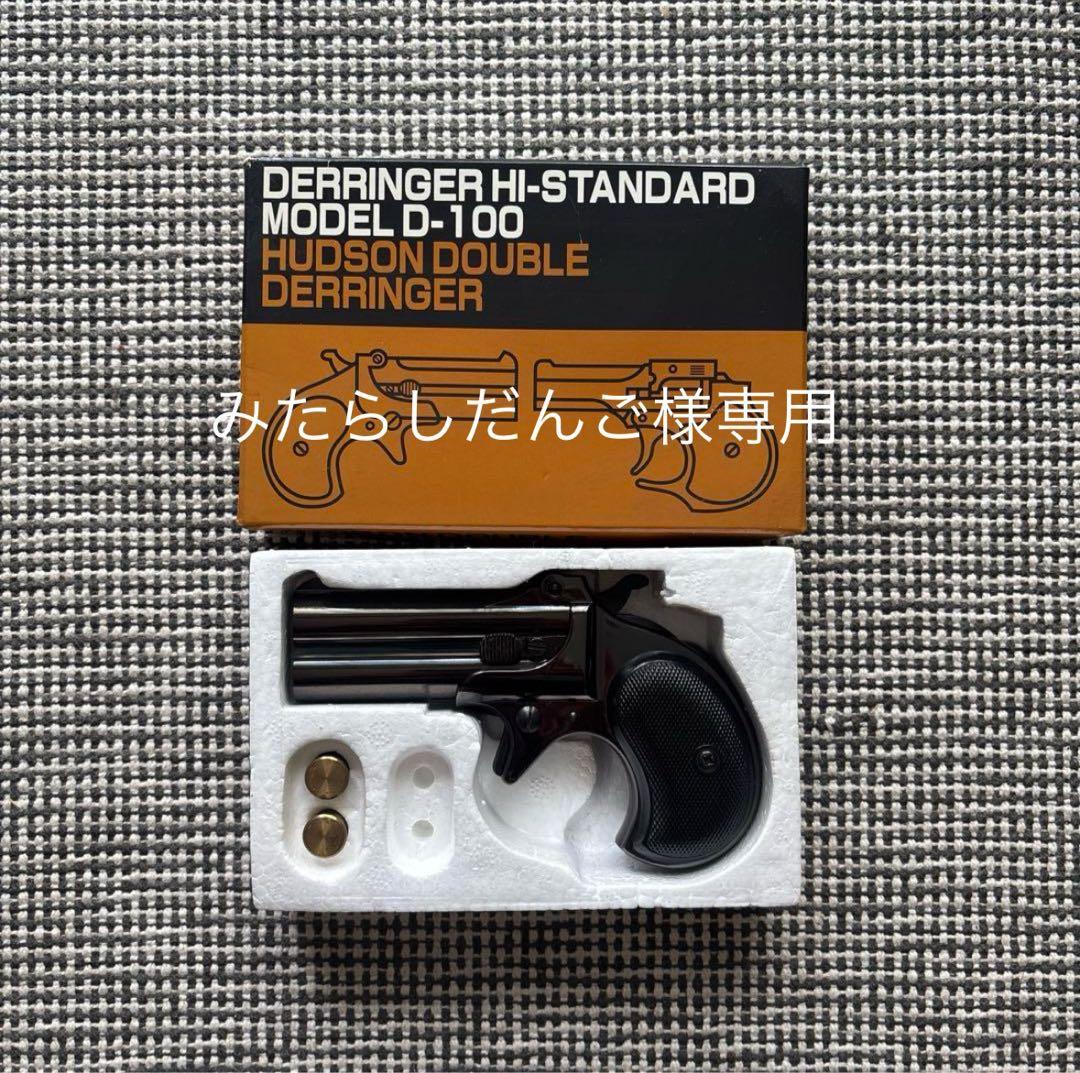 DERRINGER HI-STANDARD
MODEL D-100
HUDSON DOUBLE
DERRINGER
みたらしだんご様専用